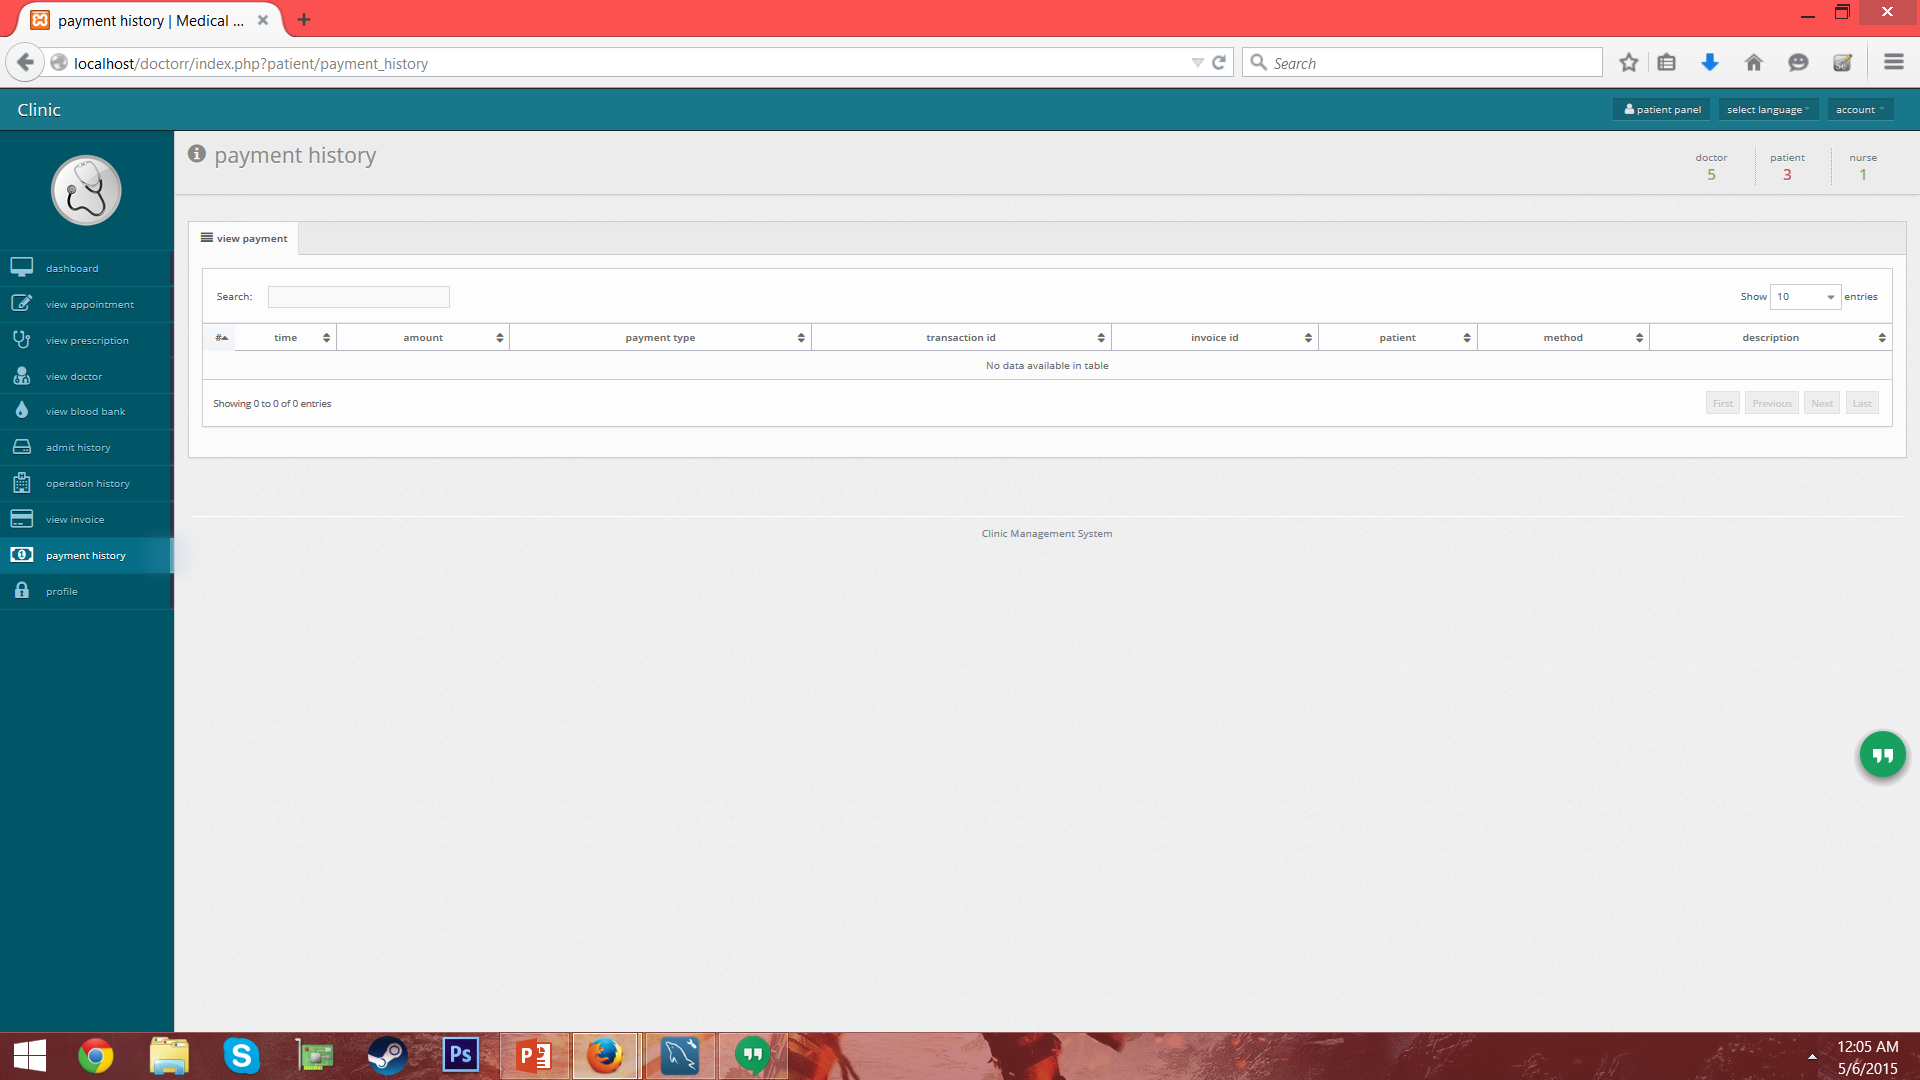 payment history | Medical ...
localhost/doctorr/index.php?patient/payment_history
Search
Clinic
patient panel
select language
account
payment history
doctor
5
patient
3
nurse
1
dashboard
view appointment
view prescription
view doctor
view blood bank
admit history
operation history
view invoice
payment history
profile
view payment
Search:
Show 10 entries
# time amount payment type transaction id invoice id patient method description
No data available in table
Showing 0 to 0 of 0 entries
First Previous Next Last
Clinic Management System
Ps
12:05 AM
5/6/2015